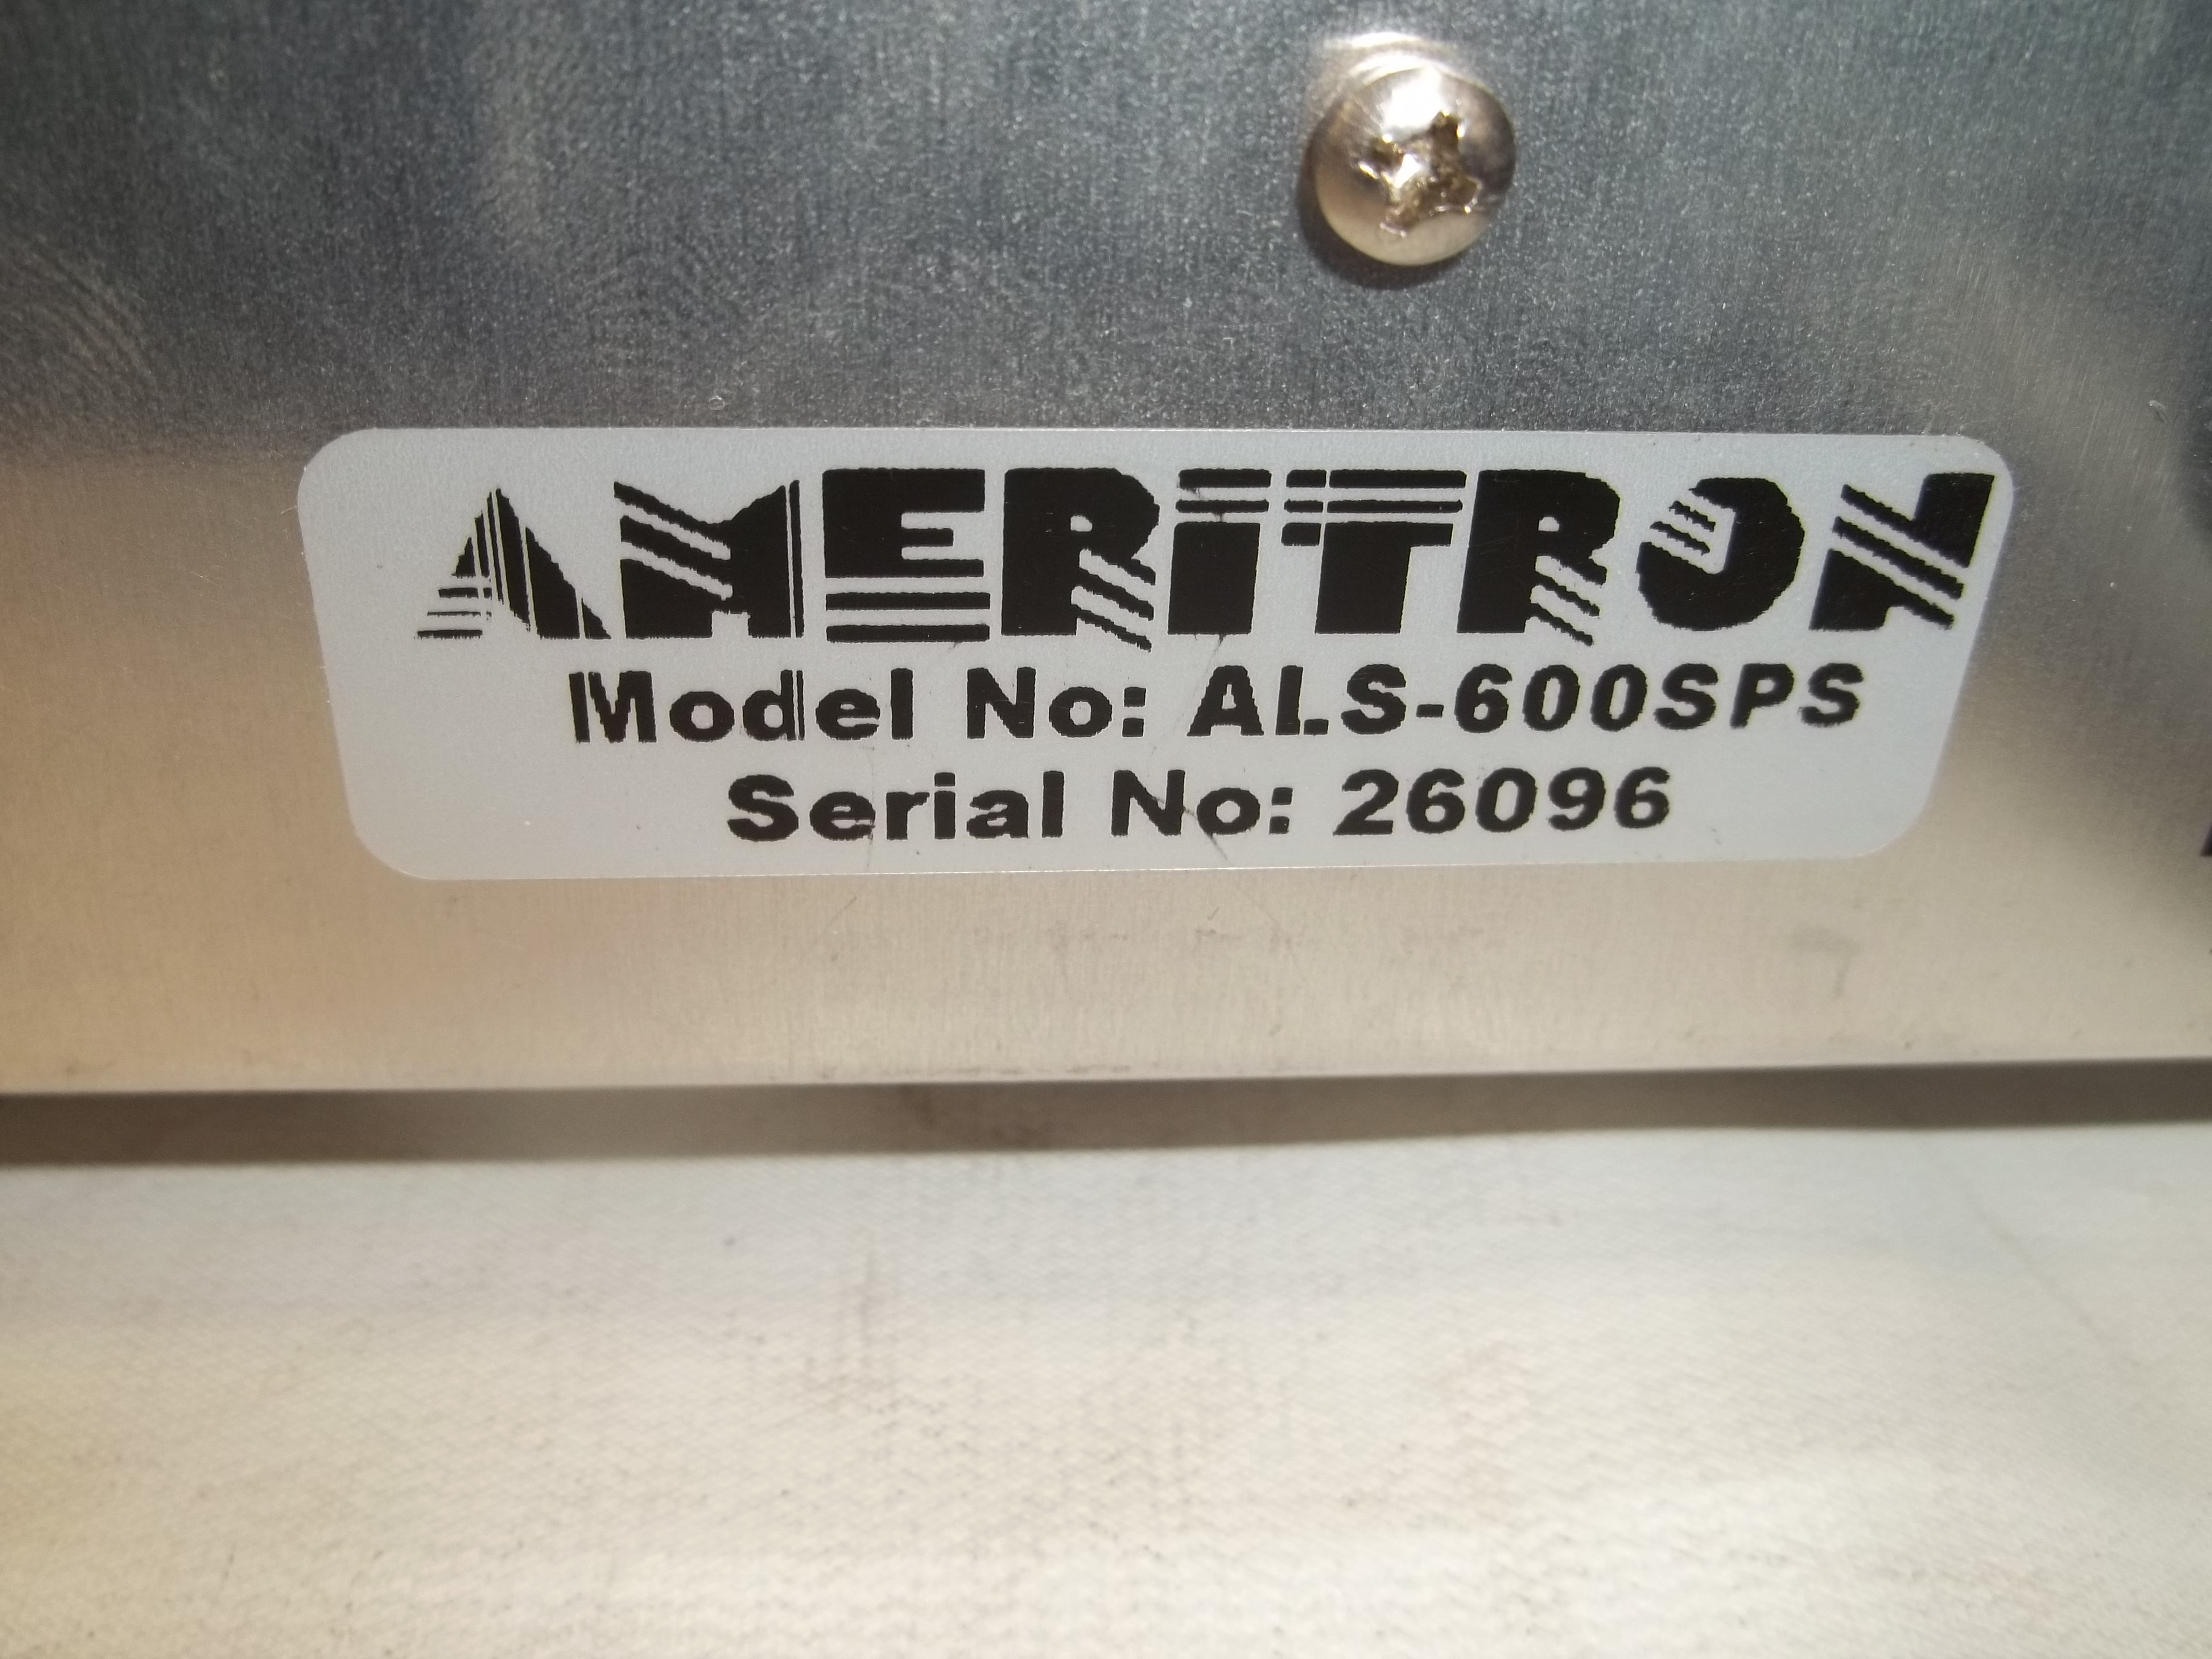 AMERITRON
Model No: ALS-600SPS
Serial No: 26096